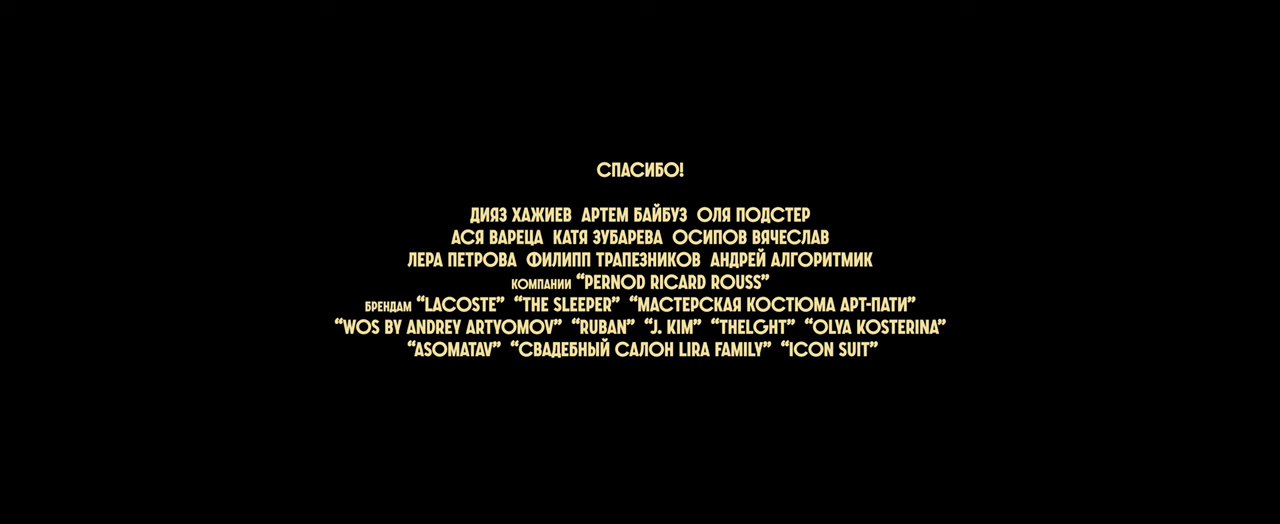 СПАСИБО!
ДИЯЗ ХАЖИЕВ АРТЕМ БАЙБУЗ ОЛЯ ПОДСТЕР
АСЯ ВАРЕЦА КАТЯ ЗУБАРЕВА ОСИПОВ ВЯЧЕСЛАВ
ЛЕРА ПЕТРОВА ФИЛИПП ТРАПЕЗНИКОВ АНДРЕЙ АЛГОРИТМИК
КОМПАНИИ “PERNOD RICARD ROUSS”
БРЕНДАМ “LACOSTE” “THE SLEEPER” “МАСТЕРСКАЯ КОСТЮМА АРТ-ПАТИ”
“WOS BY ANDREY ARTYOMOV” “RUBAN” “J. KIM” “THELGHT” “OLYA KOSTERINA”
“ASOMATAV” “СВАДЕБНЫЙ САЛОН LIRA FAMILY” “ICON SUIT”